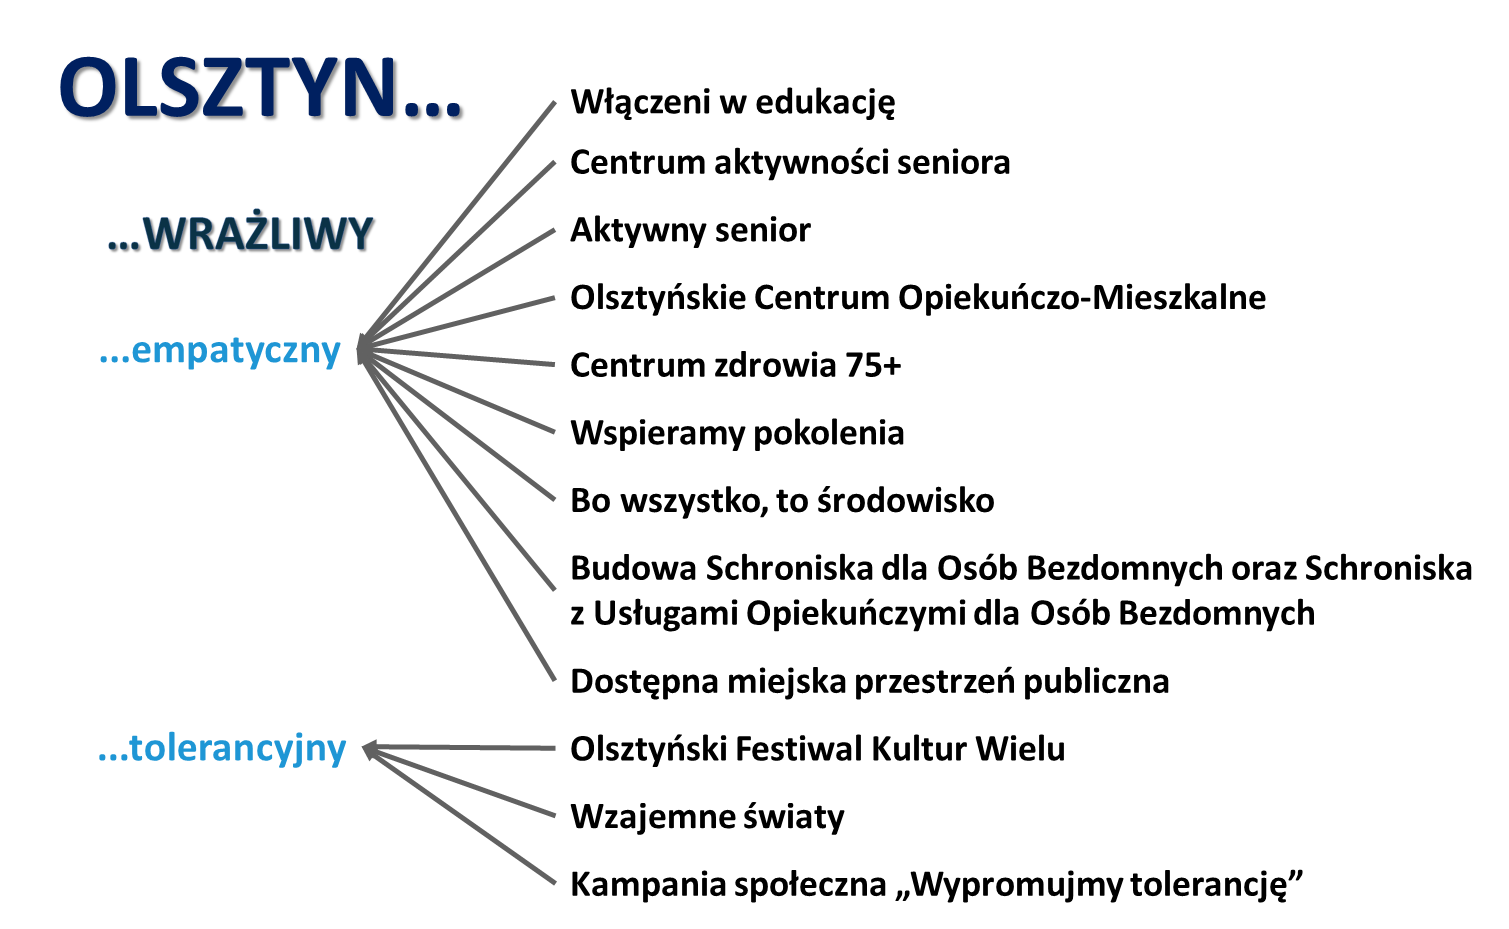 OLSZTYN...
...WRAŻLIWY
...empatyczny
Włączeni w edukację
Centrum aktywności seniora
Aktywny senior
Olsztyńskie Centrum Opiekuńczo-Mieszkalne
Centrum zdrowia 75+
Wspieramy pokolenia
Bo wszystko, to środowisko
Budowa Schroniska dla Osób Bezdomnych oraz Schroniska
z Usługami Opiekuńczymi dla Osób Bezdomnych
Dostępna miejska przestrzeń publiczna
...tolerancyjny
Olsztyński Festiwal Kultur Wielu
Wzajemne światy
Kampania społeczna „Wypromujmy tolerancję”